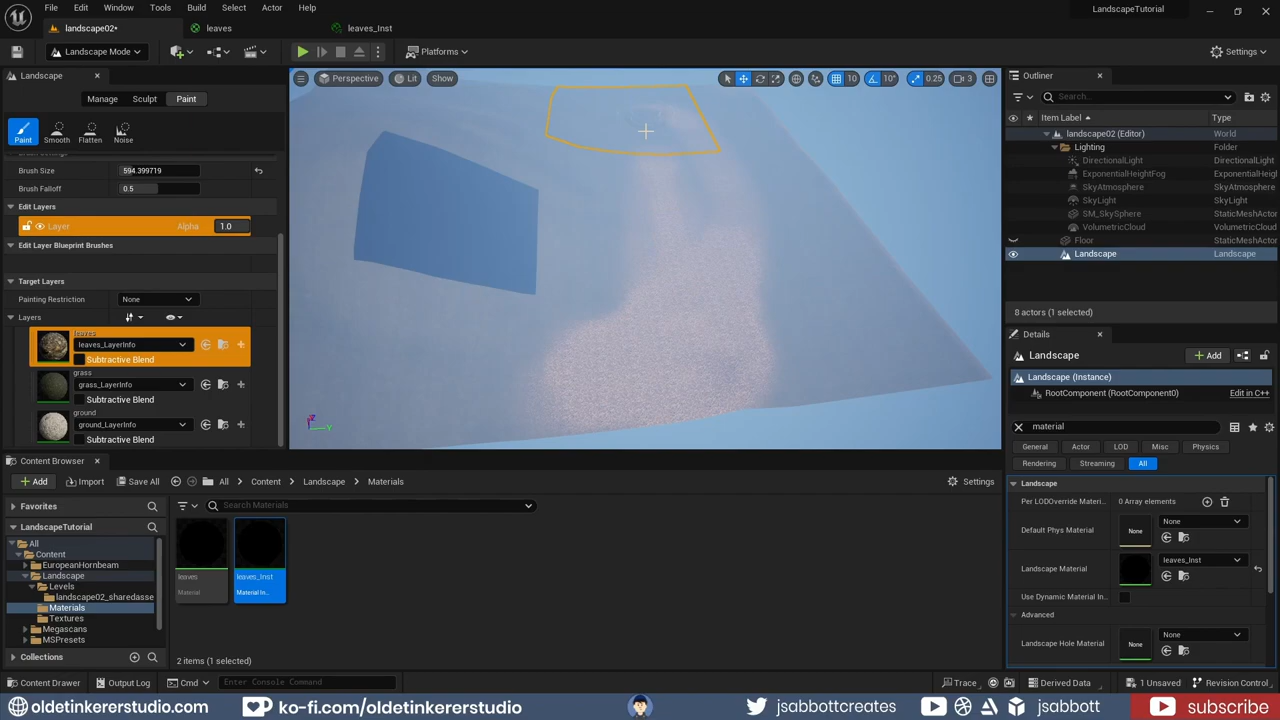 File Edit Window Tools Build Select Actor Help
LandscapeTutorial
landscape02•
leaves
leaves_Inst
Landscape Mode
Platforms
Settings
Landscape
Manage Sculpt Paint
Paint Smooth Flatten Noise
Brush Size 594.399719
Brush Falloff 0.5
Edit Layers
Layer Alpha 1.0
Edit Layer Blueprint Brushes
Target Layers
Painting Restriction None
Layers
leaves
leaves_LayerInfo
Subtractive Blend
grass
grass_LayerInfo
Subtractive Blend
ground
ground_LayerInfo
Subtractive Blend
Perspective Lit Show
10 10° 0.25 3
Z Y
Outliner
Search...
Item Label Type
landscape02 (Editor) World
Lighting Folder
DirectionalLight DirectionalLight
ExponentialHeightFog ExponentialHeigh
SkyAtmosphere SkyAtmosphere
SkyLight SkyLight
SM_SkySphere StaticMeshActor
VolumetricCloud VolumetricCloud
Floor StaticMeshActo
Landscape Landscape
8 actors (1 selected)
Details
Landscape
Add
Landscape (Instance)
RootComponent (RootComponent0) Edit in C++
material
General Actor LOD Misc Physics
Rendering Streaming All
Landscape
Per LODOverride Materi... 0 Array elements
Default Phys Material None None
Landscape Material leaves_Inst
Use Dynamic Material In...
Advanced
Landscape Hole Material None None
Content Browser
Add Import Save All All Content Landscape Materials Settings
Favorites
LandscapeTutorial
All
Content
EuropeanHornbeam
Landscape
Levels
landscape02_sharedasse
Materials
Textures
Megascans
MSPresets
Collections
Search Materials
leaves
Material
leaves_Inst
Material In...
2 items (1 selected)
Content Drawer Output Log Cmd Enter Console Command Trace Derived Data 1 Unsaved Revision Control
oldetinkererstudio.com ko-fi.com/oldetinkererstudio jsabbottcreates jsabbott subscribe